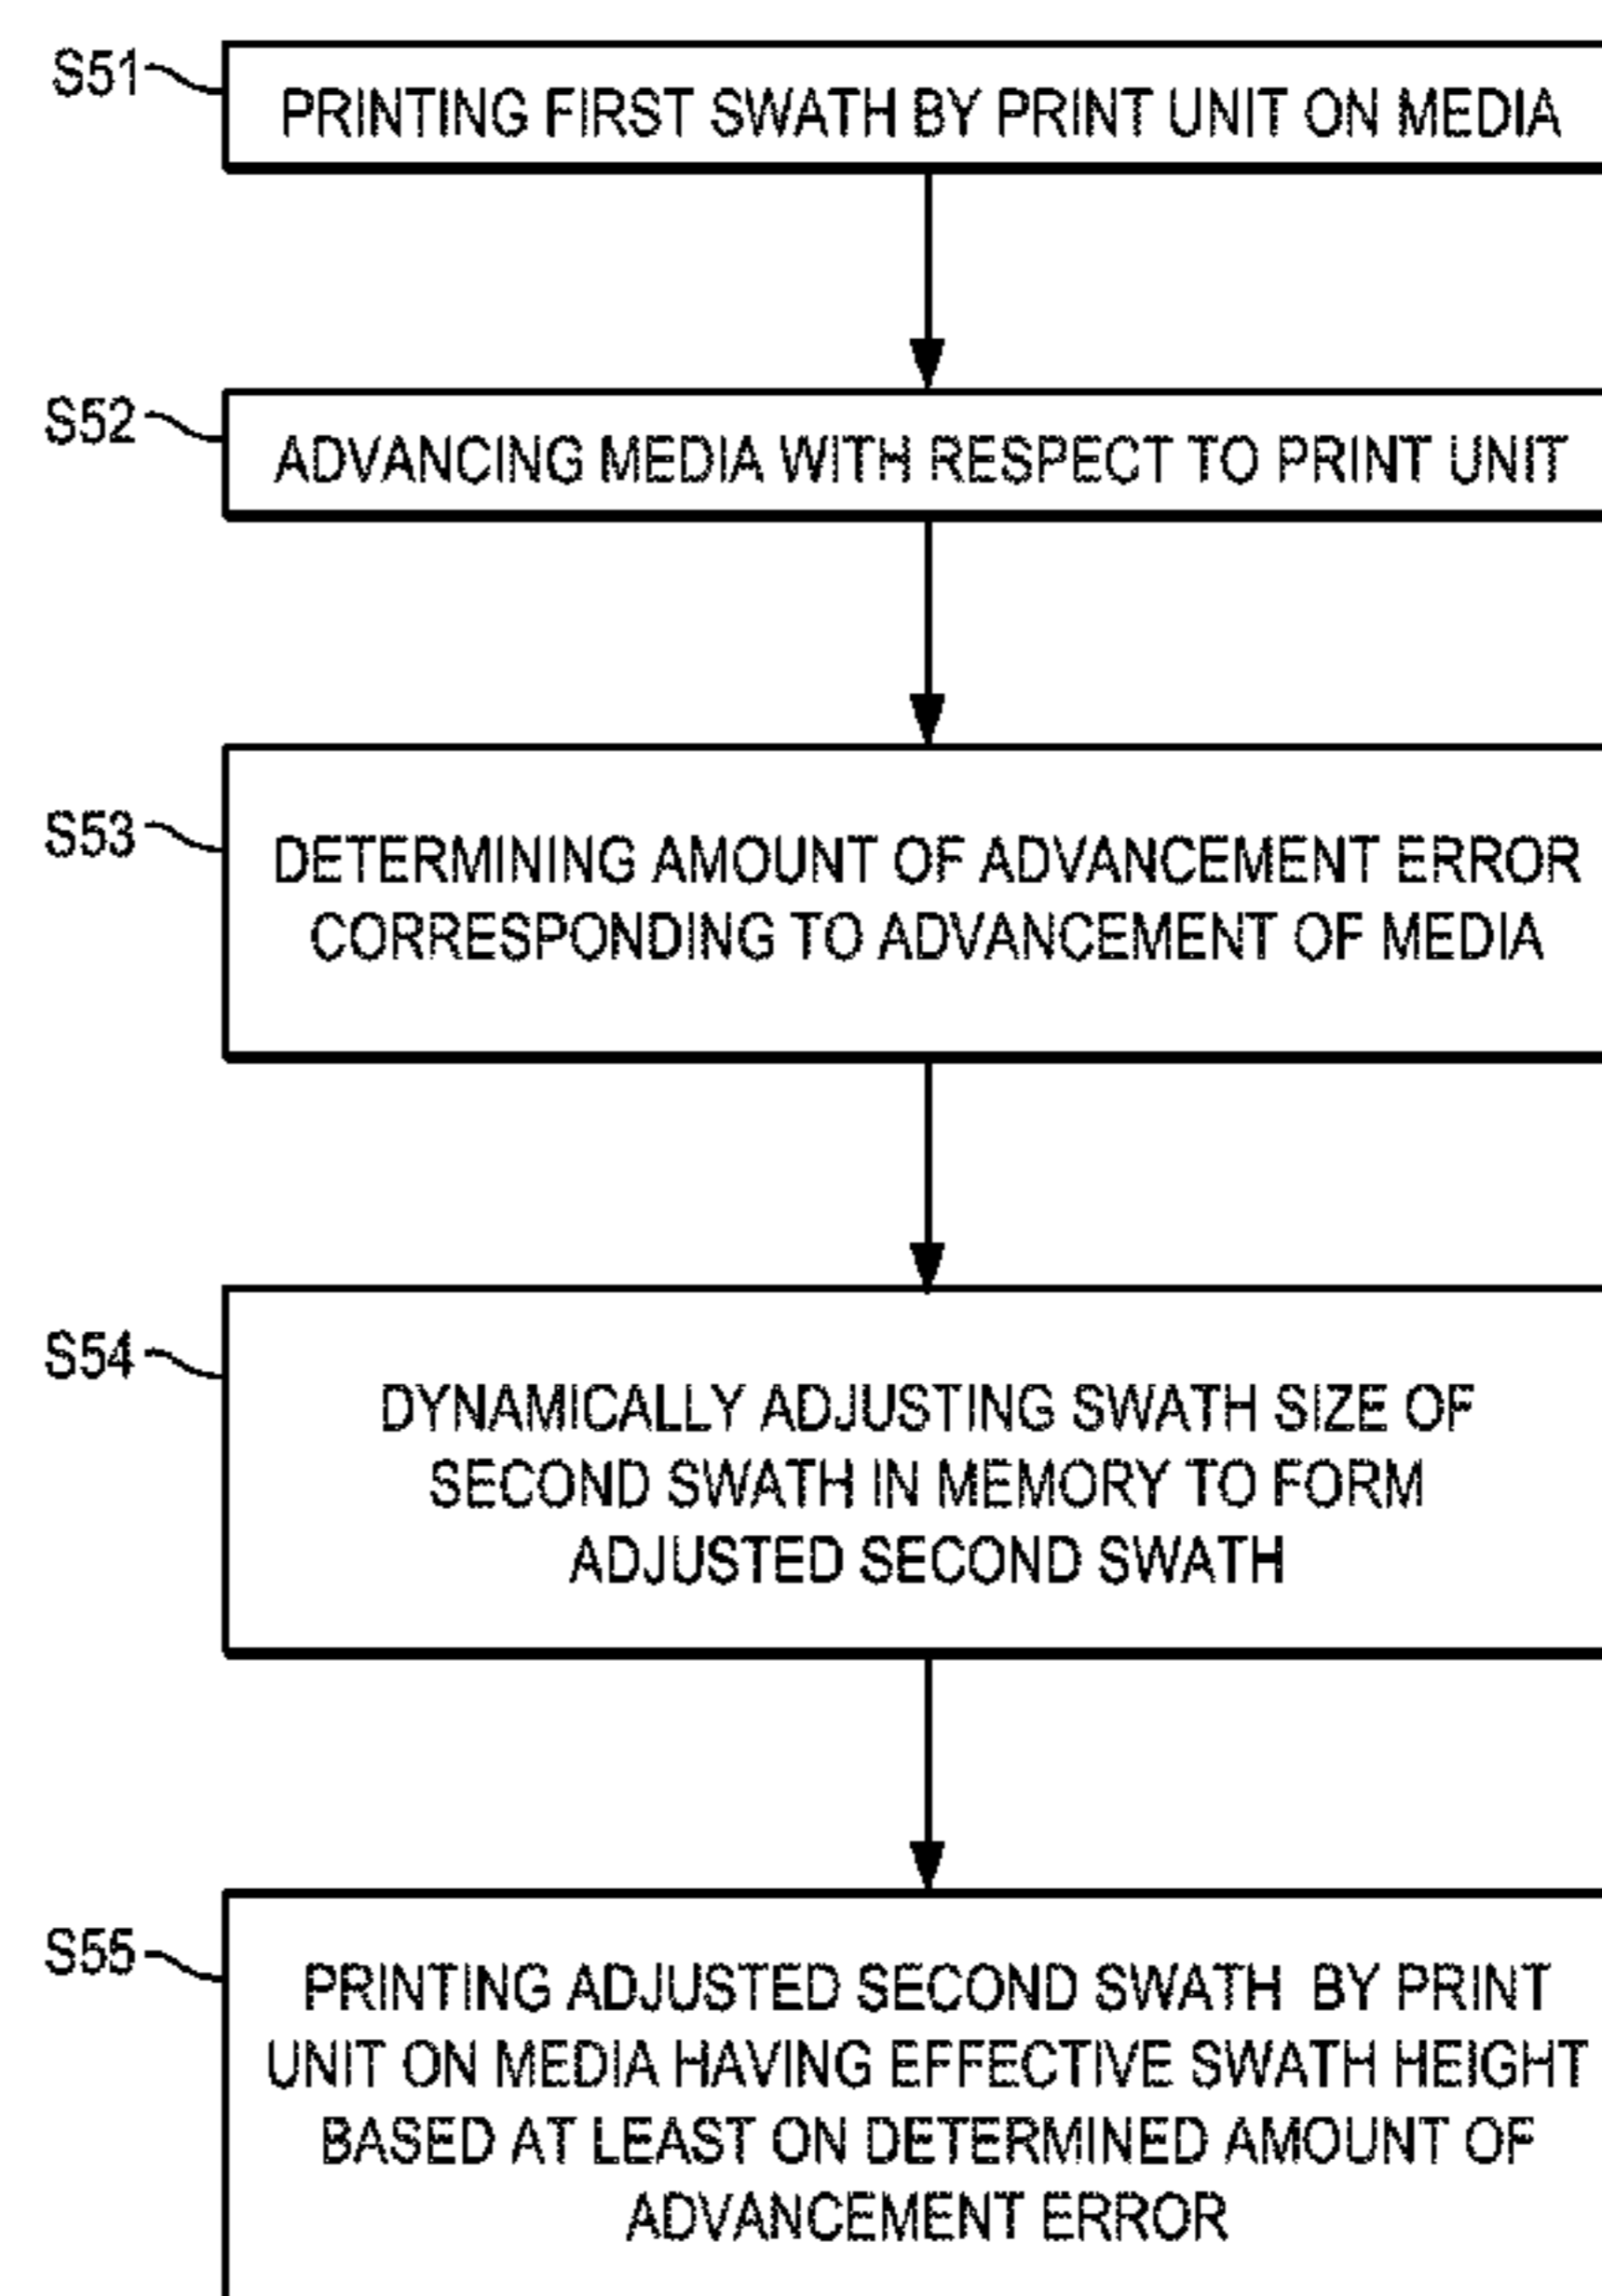 S51
PRINTING FIRST SWATH BY PRINT UNIT ON MEDIA
S52
ADVANCING MEDIA WITH RESPECT TO PRINT UNIT
S53
DETERMINING AMOUNT OF ADVANCEMENT ERROR
CORRESPONDING TO ADVANCEMENT OF MEDIA
S54
DYNAMICALLY ADJUSTING SWATH SIZE OF
SECOND SWATH IN MEMORY TO FORM
ADJUSTED SECOND SWATH
S55
PRINTING ADJUSTED SECOND SWATH BY PRINT
UNIT ON MEDIA HAVING EFFECTIVE SWATH HEIGHT
BASED AT LEAST ON DETERMINED AMOUNT OF
ADVANCEMENT ERROR